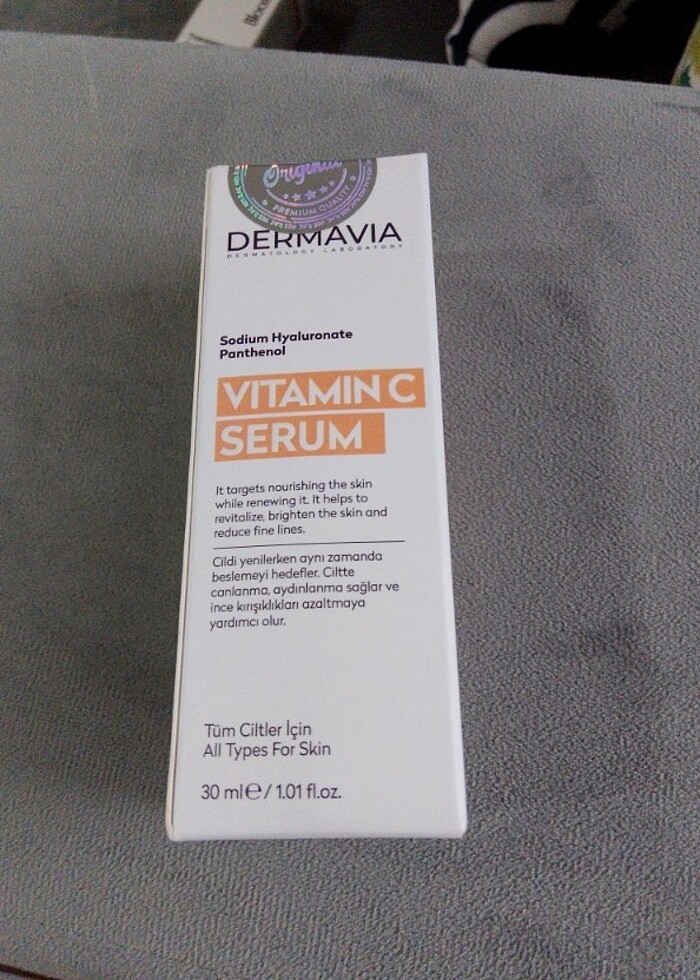 Original
PREMIUM QUALITY
DERMAVIA
DERMATOLOGY LABORATORY
Sodium Hyaluronate
Panthenol
VITAMIN C
SERUM
It targets nourishing the skin
while renewing it. It helps to
revitalize, brighten the skin and
reduce fine lines.
Cildi yenilerken aynı zamanda
beslemeyi hedefler. Ciltte
canlanma, aydınlanma sağlar ve
ince kırışıklıkları azaltmaya
yardımcı olur.
Tüm Ciltler İçin
All Types For Skin
30 ml℮/ 1.01 fl.oz.